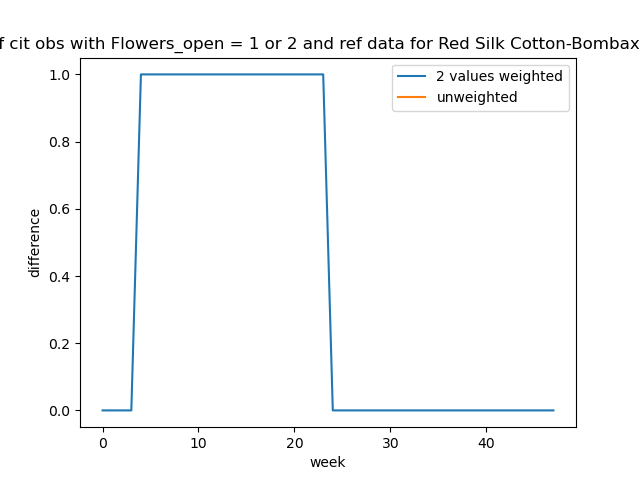 f cit obs with Flowers_open = 1 or 2 and ref data for Red Silk Cotton-Bombax
2 values weighted
unweighted
1.0
0.8
0.6
0.4
0.2
0.0
difference
0 10 20 30 40
week